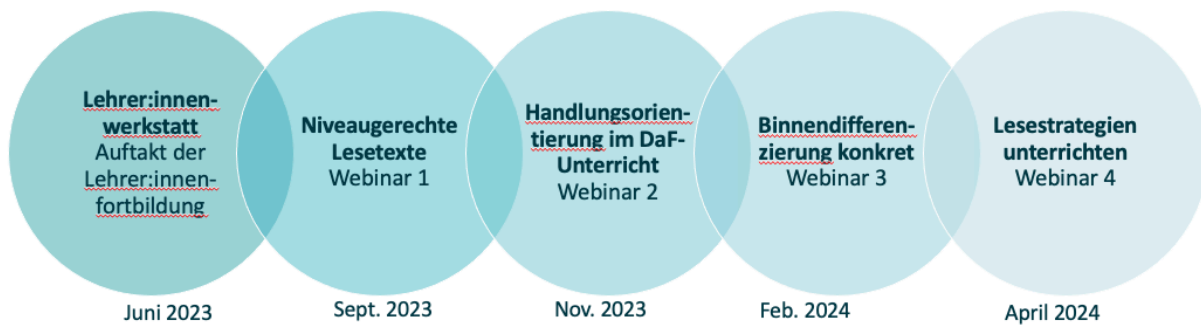 Lehrer:innen-
werkstatt
Auftakt der
Lehrer:innen-
fortbildung
Niveaugerechte
Lesetexte
Webinar 1
Handlungsorien-
tierung im DaF-
Unterricht
Webinar 2
Binnendifferen-
zierung konkret
Webinar 3
Lesestrategien
unterrichten
Webinar 4
Juni 2023
Sept. 2023
Nov. 2023
Feb. 2024
April 2024